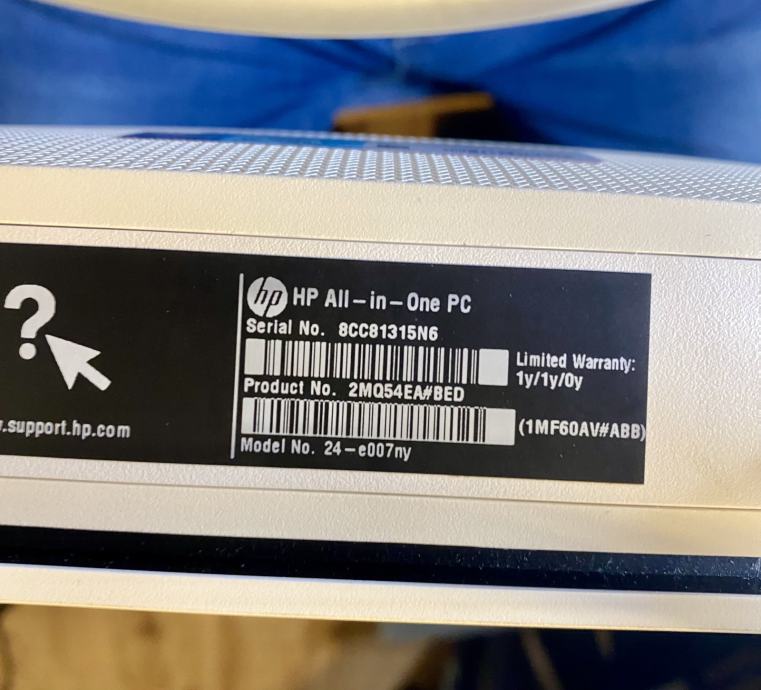 ?
hp HP All-in-One PC
Serial No. 8CC81315N6
Limited Warranty:
1y/1y/0y
Product No. 2MQ54EA#BED
(1MF60AV#ABB)
.support.hp.com
Model No. 24-e007ny